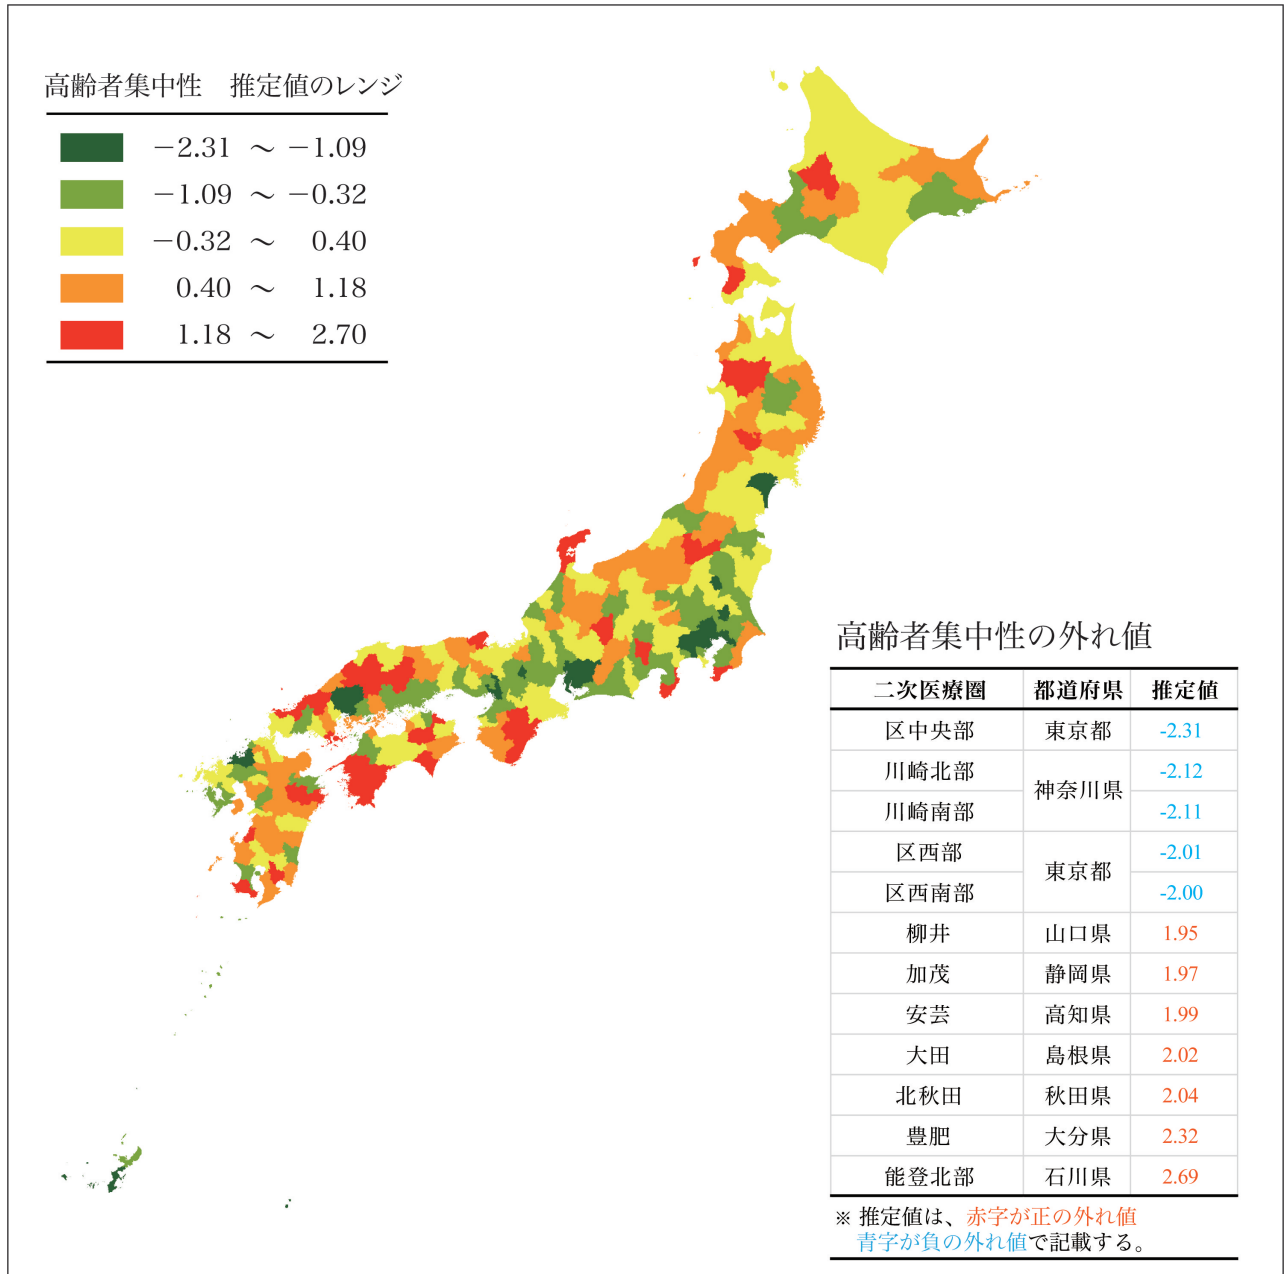 高齢者集中性　推定値のレンジ
−2.31 ～ −1.09
−1.09 ～ −0.32
−0.32 ～ 0.40
0.40 ～ 1.18
1.18 ～ 2.70
高齢者集中性の外れ値
二次医療圏 都道府県 推定値
区中央部 東京都 -2.31
川崎北部 神奈川県 -2.12
川崎南部 -2.11
区西部 東京都 -2.01
区西南部 -2.00
柳井 山口県 1.95
加茂 静岡県 1.97
安芸 高知県 1.99
大田 島根県 2.02
北秋田 秋田県 2.04
豊肥 大分県 2.32
能登北部 石川県 2.69
※ 推定値は、赤字が正の外れ値
青字が負の外れ値で記載する。